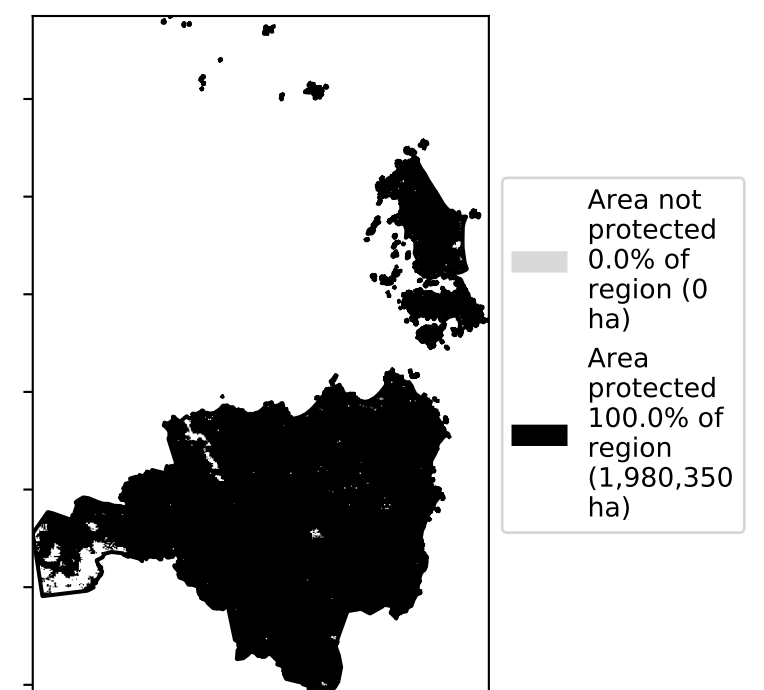 Area not
protected
0.0% of
region (0
ha)
Area
protected
100.0% of
region
(1,980,350
ha)